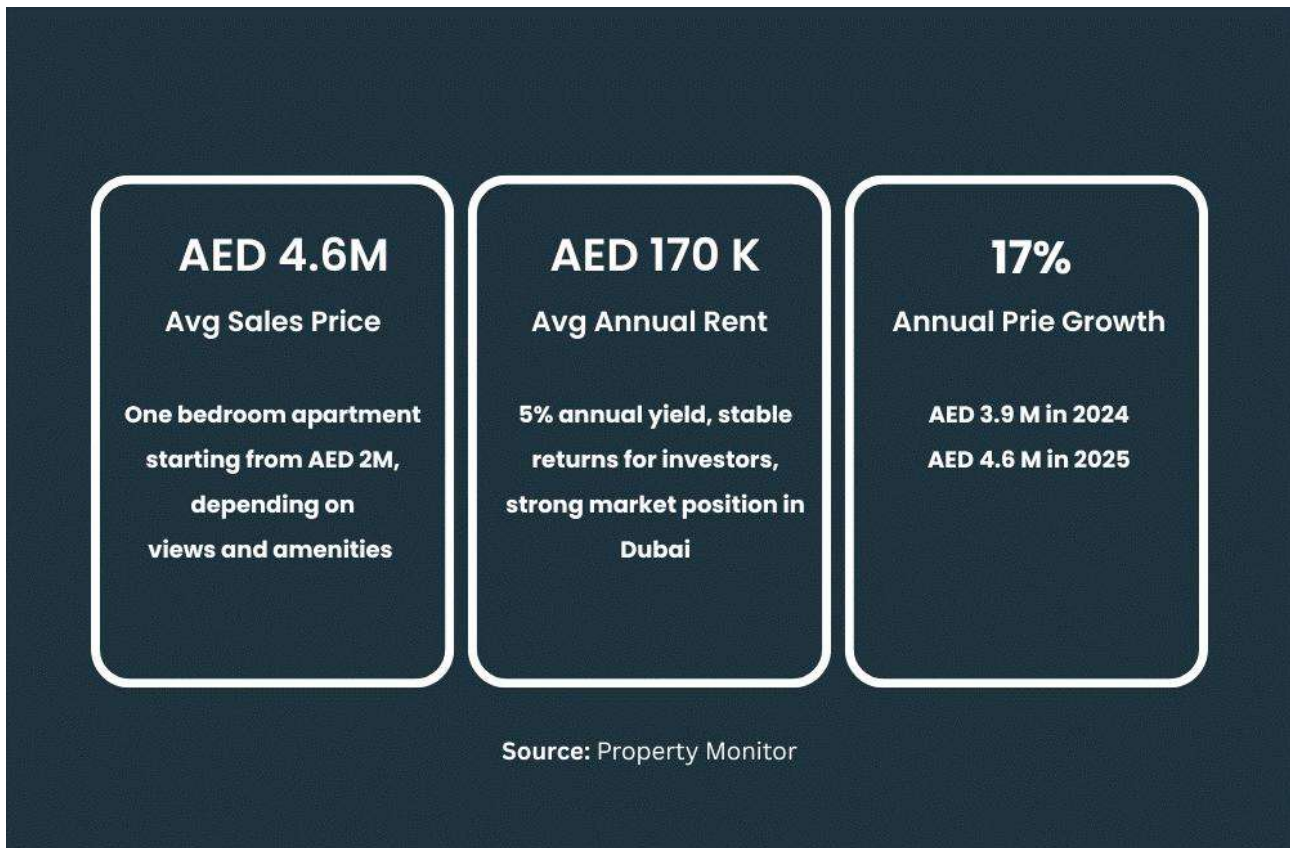 AED 4.6M
Avg Sales Price
One bedroom apartment
starting from AED 2M,
depending on
views and amenities
AED 170 K
Avg Annual Rent
5% annual yield, stable
returns for investors,
strong market position in
Dubai
17%
Annual Prie Growth
AED 3.9 M in 2024
AED 4.6 M in 2025
Source: Property Monitor